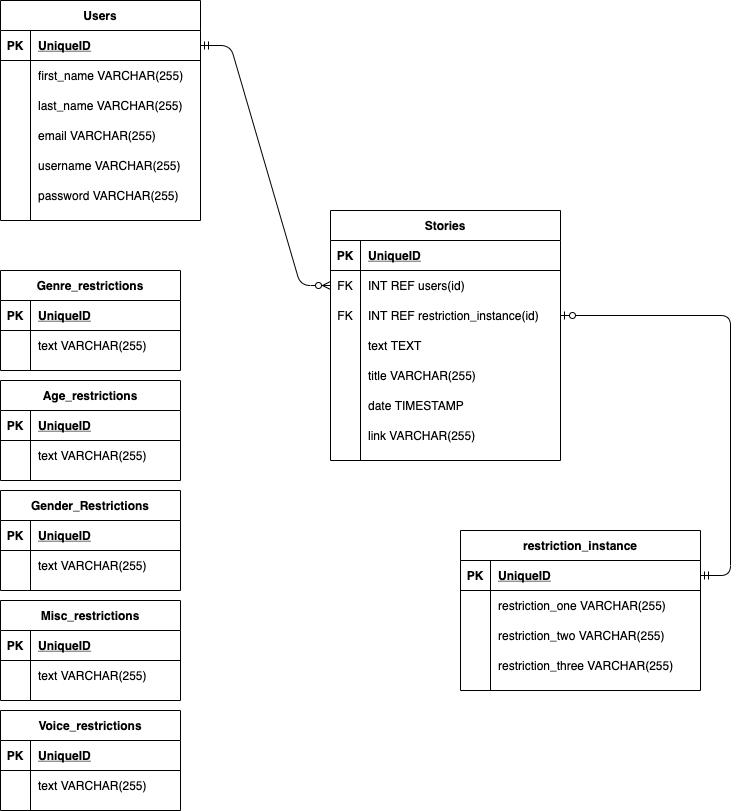 Users
PK UniqueID
first_name VARCHAR(255)
last_name VARCHAR(255)
email VARCHAR(255)
username VARCHAR(255)
password VARCHAR(255)
Stories
PK UniqueID
FK INT REF users(id)
FK INT REF restriction_instance(id)
text TEXT
title VARCHAR(255)
date TIMESTAMP
link VARCHAR(255)
Genre_restrictions
PK UniqueID
text VARCHAR(255)
Age_restrictions
PK UniqueID
text VARCHAR(255)
Gender_Restrictions
PK UniqueID
text VARCHAR(255)
Misc_restrictions
PK UniqueID
text VARCHAR(255)
Voice_restrictions
PK UniqueID
text VARCHAR(255)
restriction_instance
PK UniqueID
restriction_one VARCHAR(255)
restriction_two VARCHAR(255)
restriction_three VARCHAR(255)